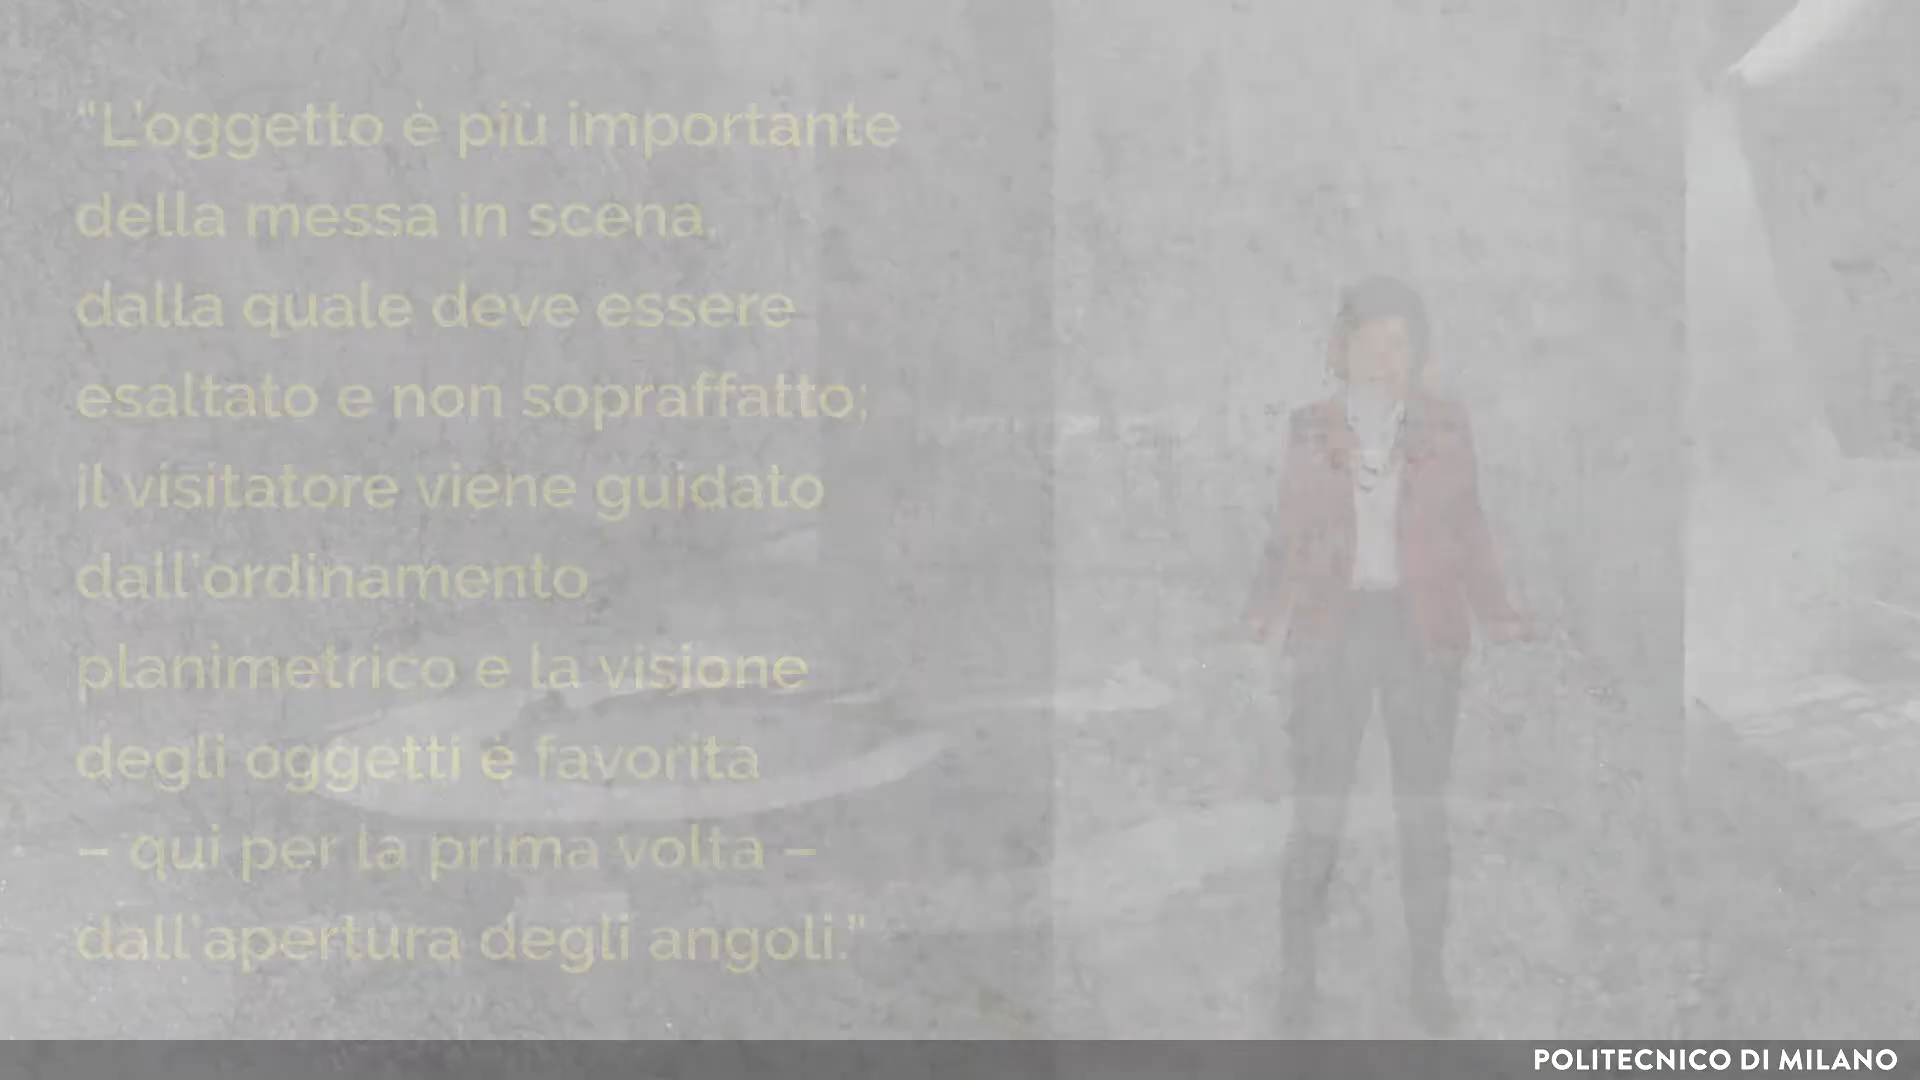 “L'oggetto è più importante
della messa in scena,
dalla quale deve essere
esaltato e non sopraffatto;
il visitatore viene guidato
dall'ordinamento
planimetrico e la visione
degli oggetti è favorita
– qui per la prima volta –
dall'apertura degli angoli.”
POLITECNICO DI MILANO